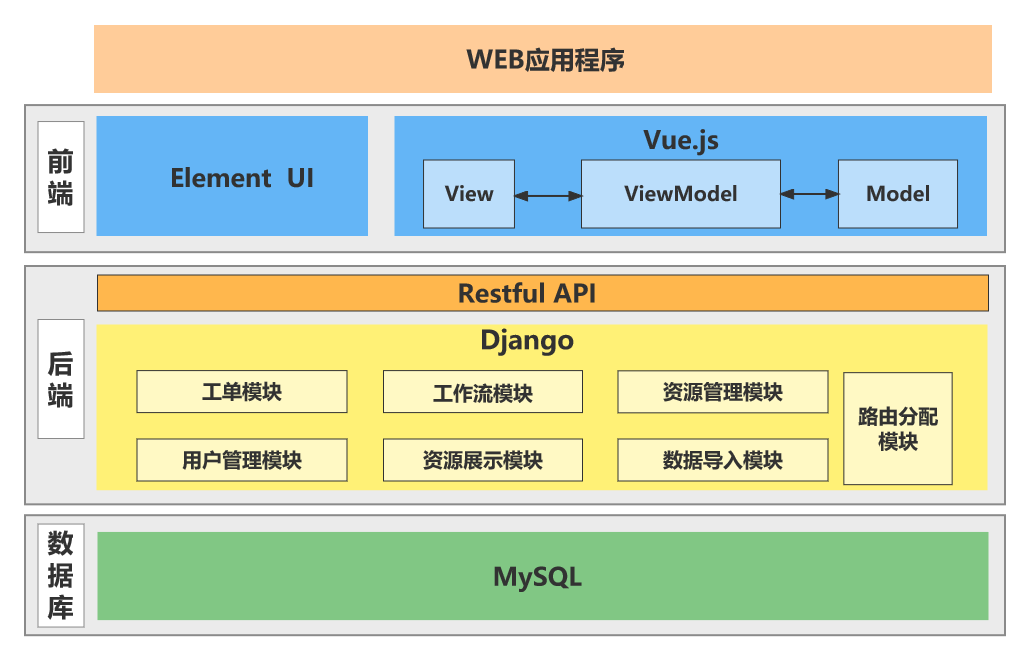 WEB应用程序
前端
Element UI
Vue.js
View
ViewModel
Model
后端
Restful API
Django
工单模块
工作流模块
资源管理模块
路由分配
模块
用户管理模块
资源展示模块
数据导入模块
数据库
MySQL